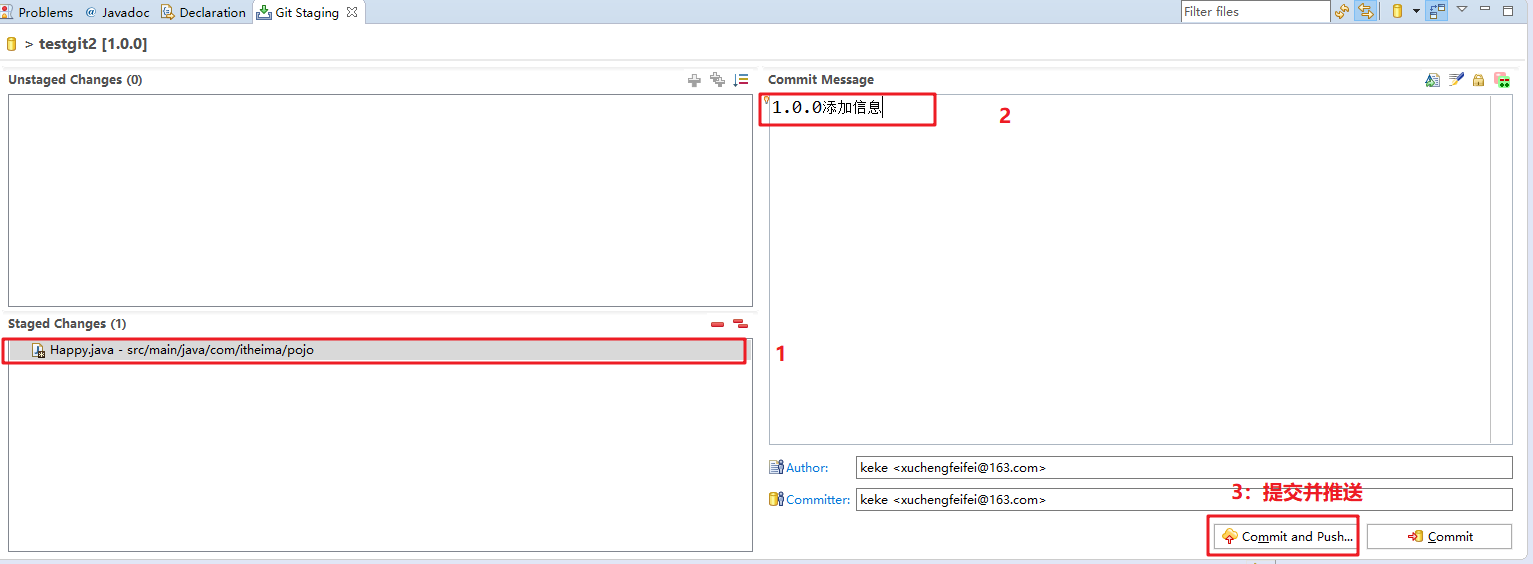 Problems @ Javadoc Declaration Git Staging Filter files
> testgit2 [1.0.0]
Unstaged Changes (0)
Commit Message
1.0.0添加信息
2
Staged Changes (1)
Happy.java - src/main/java/com/itheima/pojo
1
Author: keke <xuchengfeifei@163.com>
Committer: keke <xuchengfeifei@163.com>
3：提交并推送
Commit and Push... Commit